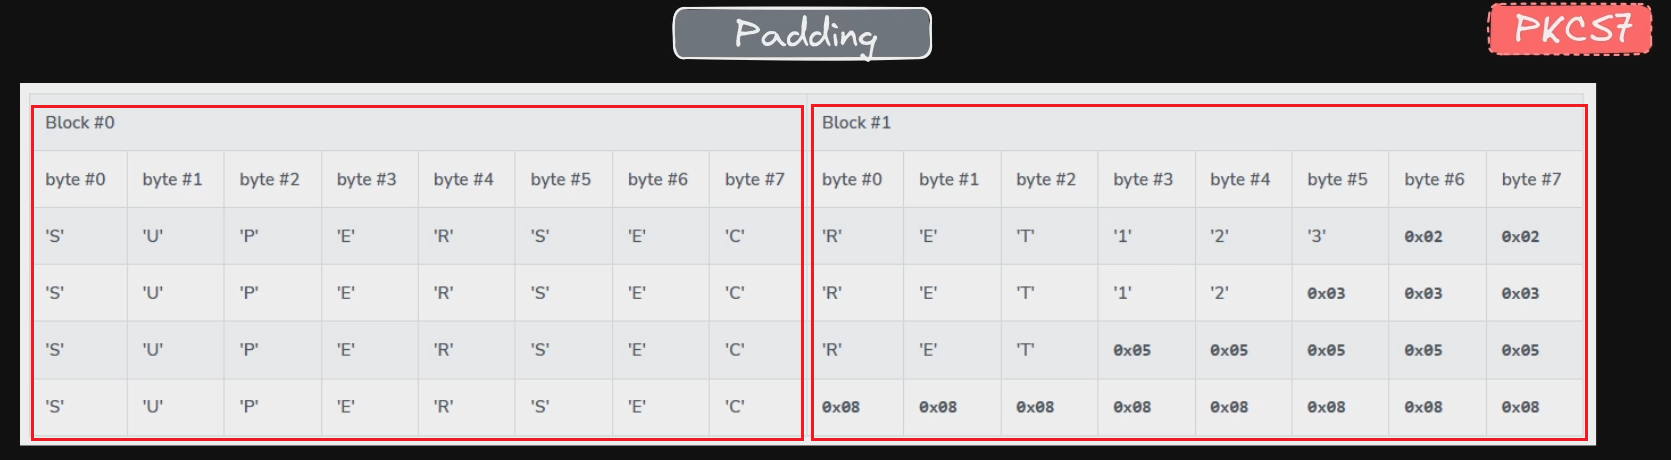 Padding
PKCS7
Block #0 Block #1
byte #0 byte #1 byte #2 byte #3 byte #4 byte #5 byte #6 byte #7 byte #0 byte #1 byte #2 byte #3 byte #4 byte #5 byte #6 byte #7
'S' 'U' 'P' 'E' 'R' 'S' 'E' 'C' 'R' 'E' 'T' '1' '2' '3' 0x02 0x02
'S' 'U' 'P' 'E' 'R' 'S' 'E' 'C' 'R' 'E' 'T' '1' '2' 0x03 0x03 0x03
'S' 'U' 'P' 'E' 'R' 'S' 'E' 'C' 'R' 'E' 'T' 0x05 0x05 0x05 0x05 0x05
'S' 'U' 'P' 'E' 'R' 'S' 'E' 'C' 0x08 0x08 0x08 0x08 0x08 0x08 0x08 0x08